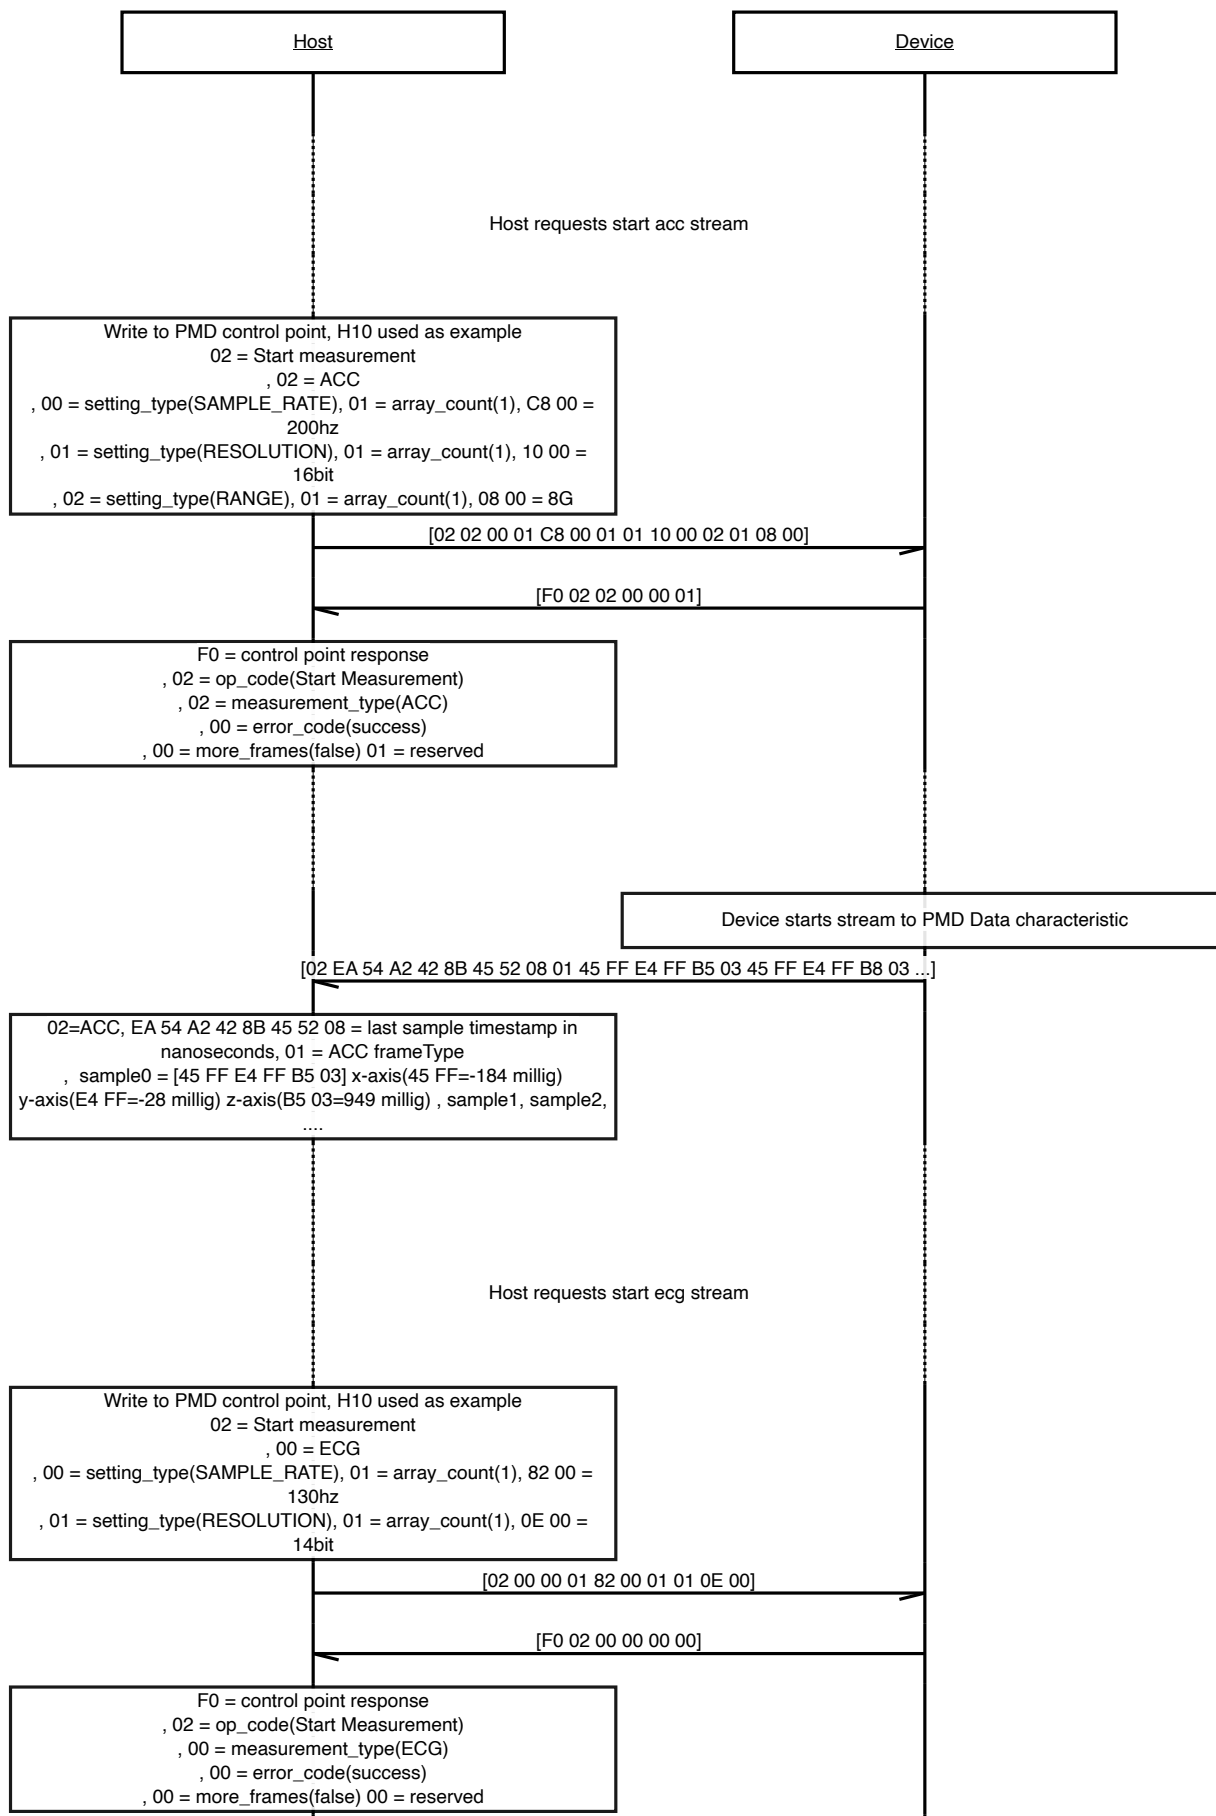 Host
Device
Host requests start acc stream
Write to PMD control point, H10 used as example
02 = Start measurement
, 02 = ACC
, 00 = setting_type(SAMPLE_RATE), 01 = array_count(1), C8 00 =
200hz
, 01 = setting_type(RESOLUTION), 01 = array_count(1), 10 00 =
16bit
, 02 = setting_type(RANGE), 01 = array_count(1), 08 00 = 8G
[02 02 00 01 C8 00 01 01 10 00 02 01 08 00]
[F0 02 02 00 00 01]
F0 = control point response
, 02 = op_code(Start Measurement)
, 02 = measurement_type(ACC)
, 00 = error_code(success)
, 00 = more_frames(false) 01 = reserved
Device starts stream to PMD Data characteristic
[02 EA 54 A2 42 8B 45 52 08 01 45 FF E4 FF B5 03 45 FF E4 FF B8 03 ...]
02=ACC, EA 54 A2 42 8B 45 52 08 = last sample timestamp in
nanoseconds, 01 = ACC frameType
, sample0 = [45 FF E4 FF B5 03] x-axis(45 FF=-184 millig)
y-axis(E4 FF=-28 millig) z-axis(B5 03=949 millig) , sample1, sample2,
....
Host requests start ecg stream
Write to PMD control point, H10 used as example
02 = Start measurement
, 00 = ECG
, 00 = setting_type(SAMPLE_RATE), 01 = array_count(1), 82 00 =
130hz
, 01 = setting_type(RESOLUTION), 01 = array_count(1), 0E 00 =
14bit
[02 00 00 01 82 00 01 01 0E 00]
[F0 02 00 00 00 00]
F0 = control point response
, 02 = op_code(Start Measurement)
, 00 = measurement_type(ECG)
, 00 = error_code(success)
, 00 = more_frames(false) 00 = reserved